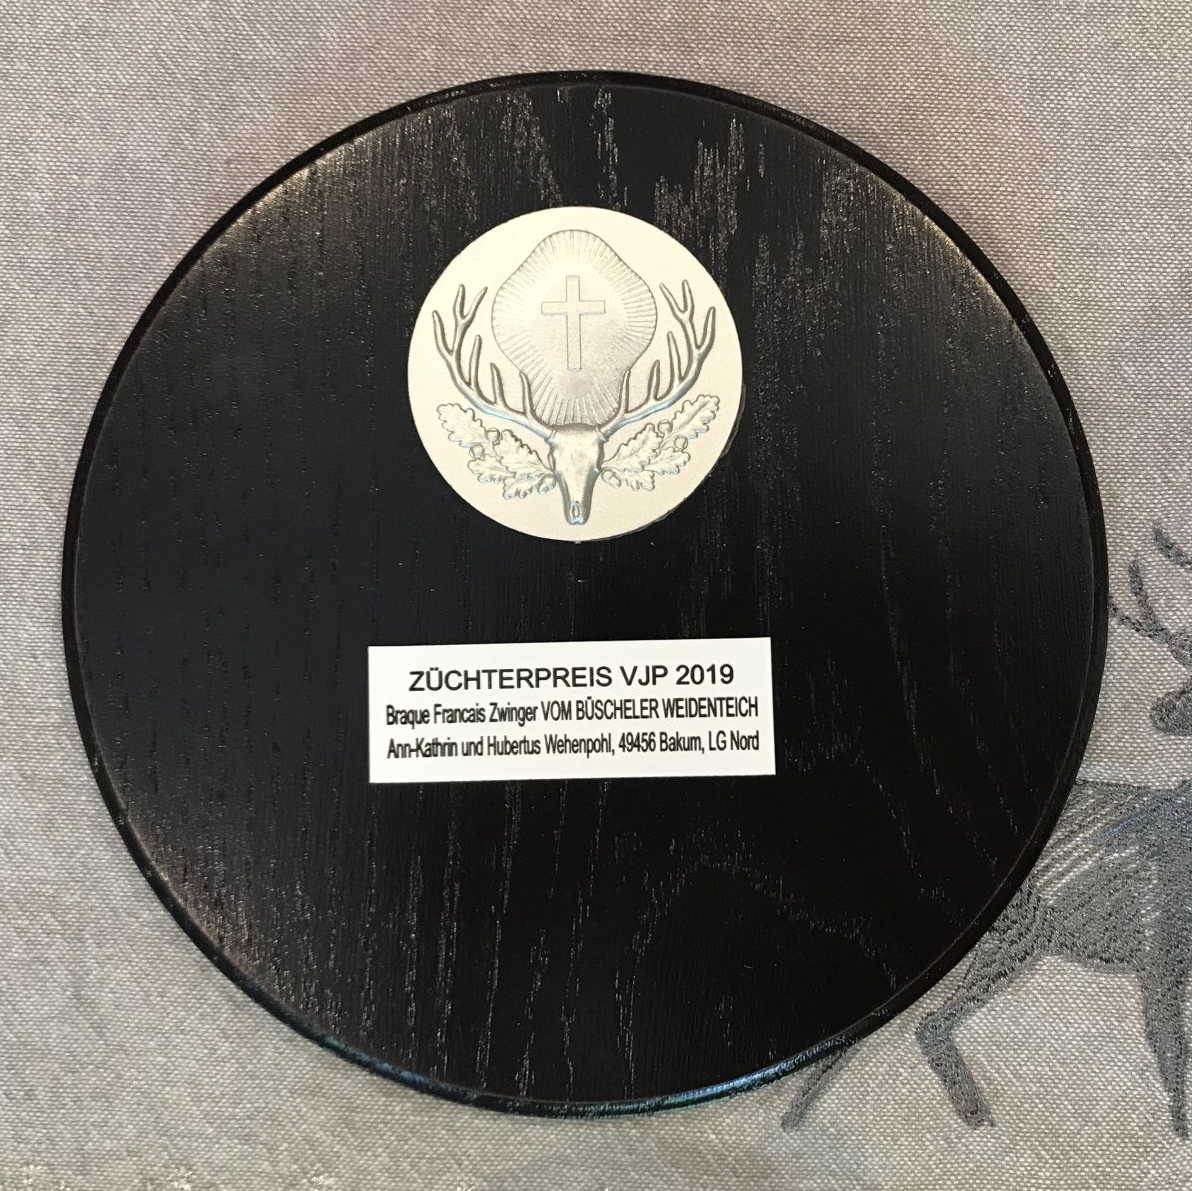 ZÜCHTERPREIS VJP 2019
Braque Francais Zwinger VOM BÜSCHELER WEIDENTEICH
Ann-Kathrin und Hubertus Wehenpohl, 49456 Bakum, LG Nord